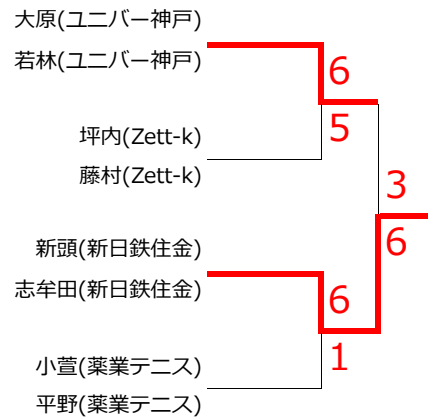 大原(ユニバー神戸)
若林(ユニバー神戸)
6
5
坪内(Zett-k)
藤村(Zett-k)
3
6
新頭(新日鉄住金)
志牟田(新日鉄住金)
6
1
小萱(薬業テニス)
平野(薬業テニス)